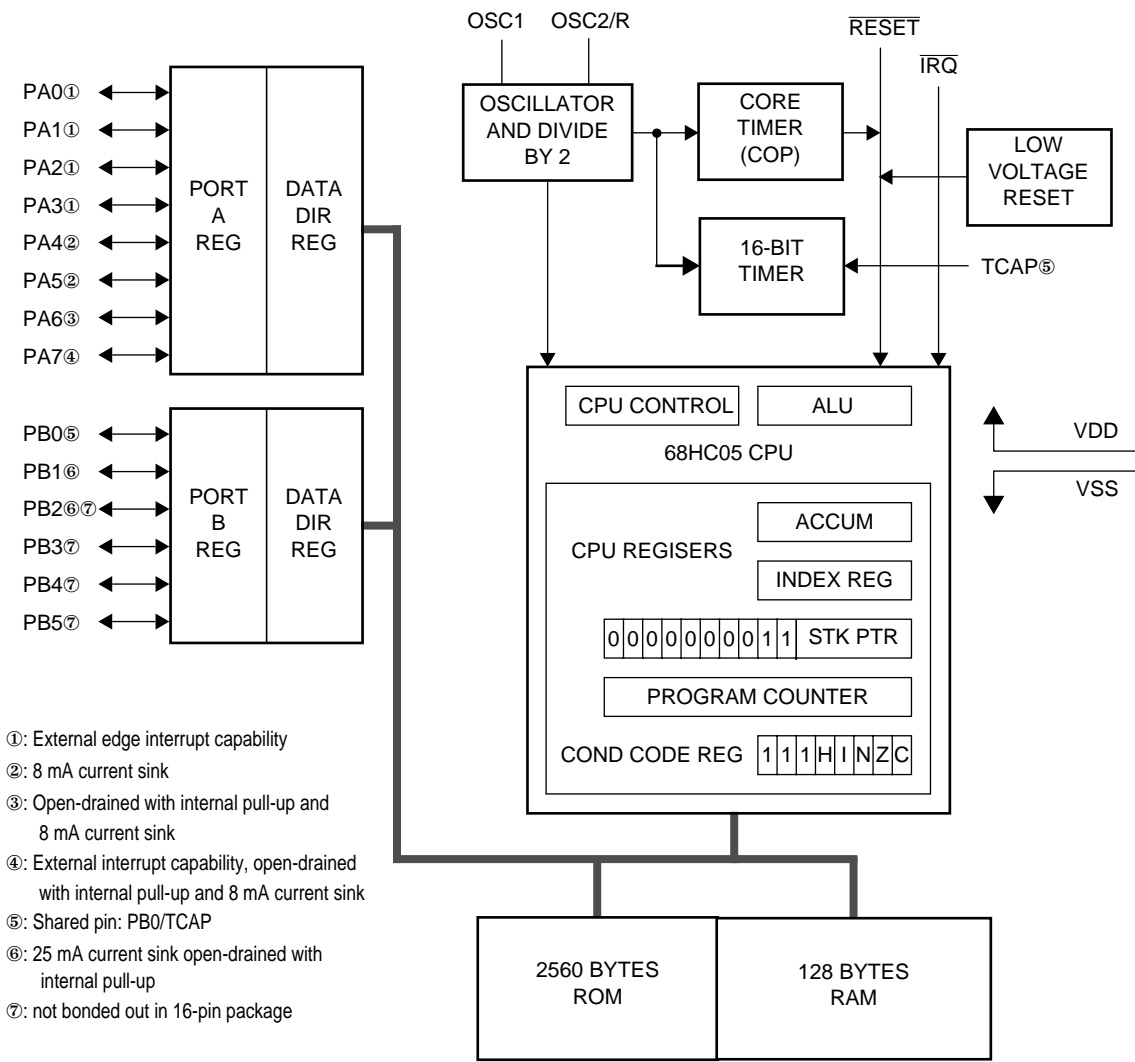 OSC1
OSC2/R
RESET
IRQ
PA0①
PA1①
PA2①
PA3①
PA4②
PA5②
PA6③
PA7④
PORT
A
REG
DATA
DIR
REG
OSCILLATOR
AND DIVIDE
BY 2
CORE
TIMER
(COP)
LOW
VOLTAGE
RESET
16-BIT
TIMER
TCAP⑤
PB0⑤
PB1⑥
PB2⑥⑦
PB3⑦
PB4⑦
PB5⑦
PORT
B
REG
DATA
DIR
REG
CPU CONTROL
ALU
68HC05 CPU
VDD
VSS
ACCUM
CPU REGISERS
INDEX REG
0 0 0 0 0 0 0 0 1 1 STK PTR
PROGRAM COUNTER
COND CODE REG 1 1 1 H I N Z C
①: External edge interrupt capability
②: 8 mA current sink
③: Open-drained with internal pull-up and
8 mA current sink
④: External interrupt capability, open-drained
with internal pull-up and 8 mA current sink
⑤: Shared pin: PB0/TCAP
⑥: 25 mA current sink open-drained with
internal pull-up
⑦: not bonded out in 16-pin package
2560 BYTES
ROM
128 BYTES
RAM